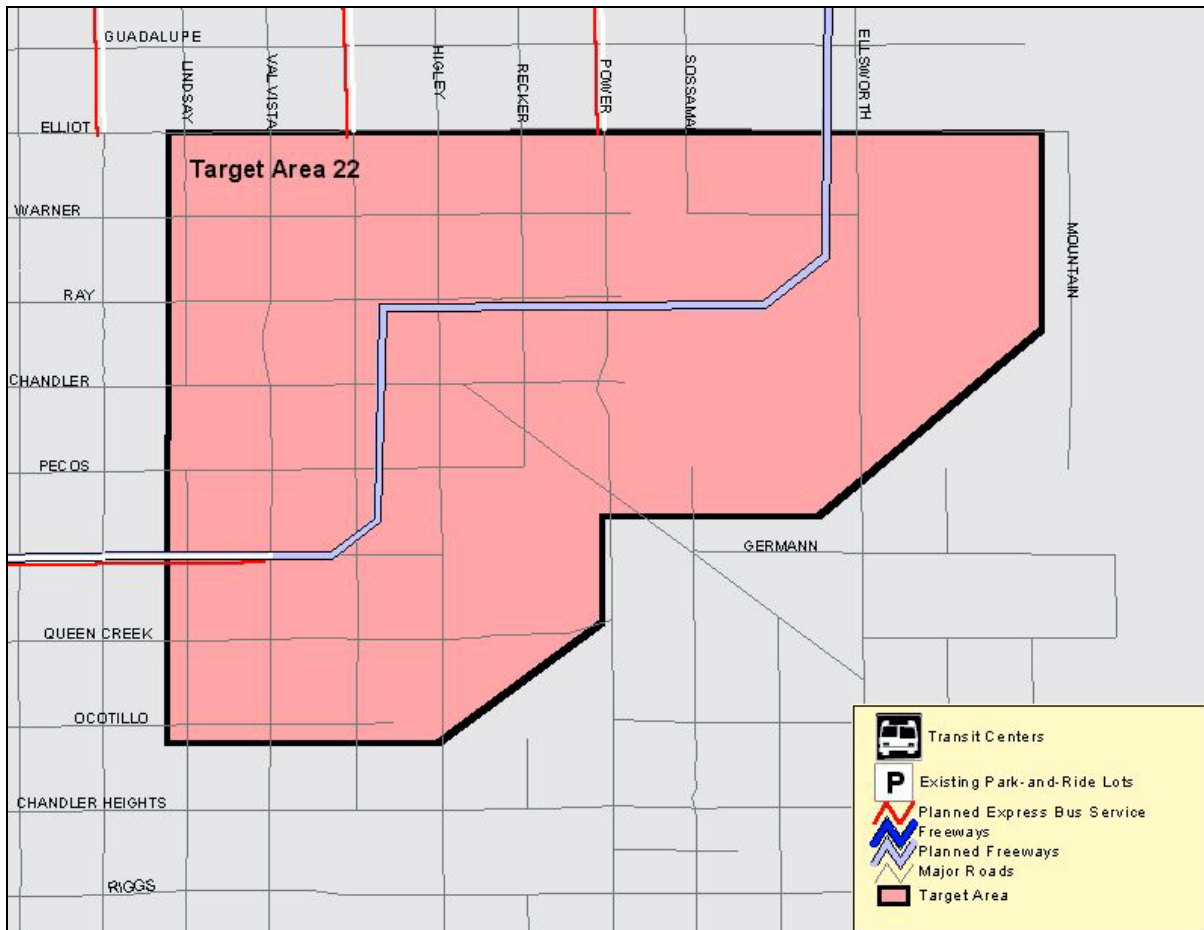 GUADALUPE
LINDSAY
VAL VISTA
HIGLEY
RECKER
POWER
SOSSAMA
ELLSWORTH
ELLIOT
Target Area 22
WARNER
MOUNTAIN
RAY
CHANDLER
PECOS
GERMANN
QUEEN CREEK
OCOTILLO
CHANDLER HEIGHTS
RIGGS
Transit Centers
P Existing Park-and-Ride Lots
Planned Express Bus Service
Freeways
Planned Freeways
Major Roads
Target Area